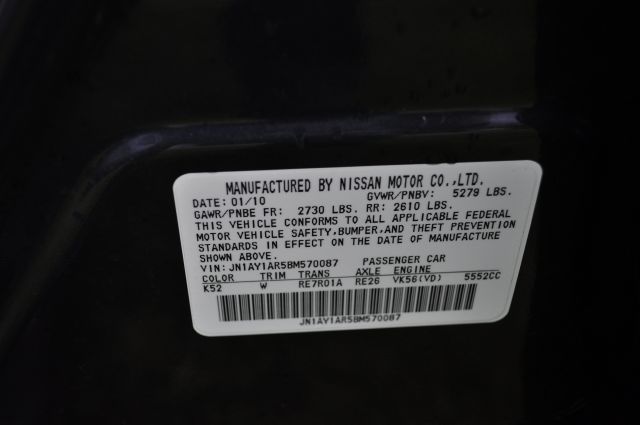 MANUFACTURED BY NISSAN MOTOR CO.,LTD.
DATE: 01/10 GVWR/PNBV: 5279 LBS.
GAWR/PNBE FR: 2730 LBS. RR: 2610 LBS.
THIS VEHICLE CONFORMS TO ALL APPLICABLE FEDERAL
MOTOR VEHICLE SAFETY,BUMPER,AND THEFT PREVENTION
STANDARDS IN EFFECT ON THE DATE OF MANUFACTURE
SHOWN ABOVE.
VIN: JN1AY1AR5BM570087 PASSENGER CAR
COLOR TRIM TRANS AXLE ENGINE
K52 W RE7R01A RE26 VK56(VD) 5552CC
JN1AY1AR5BM570087